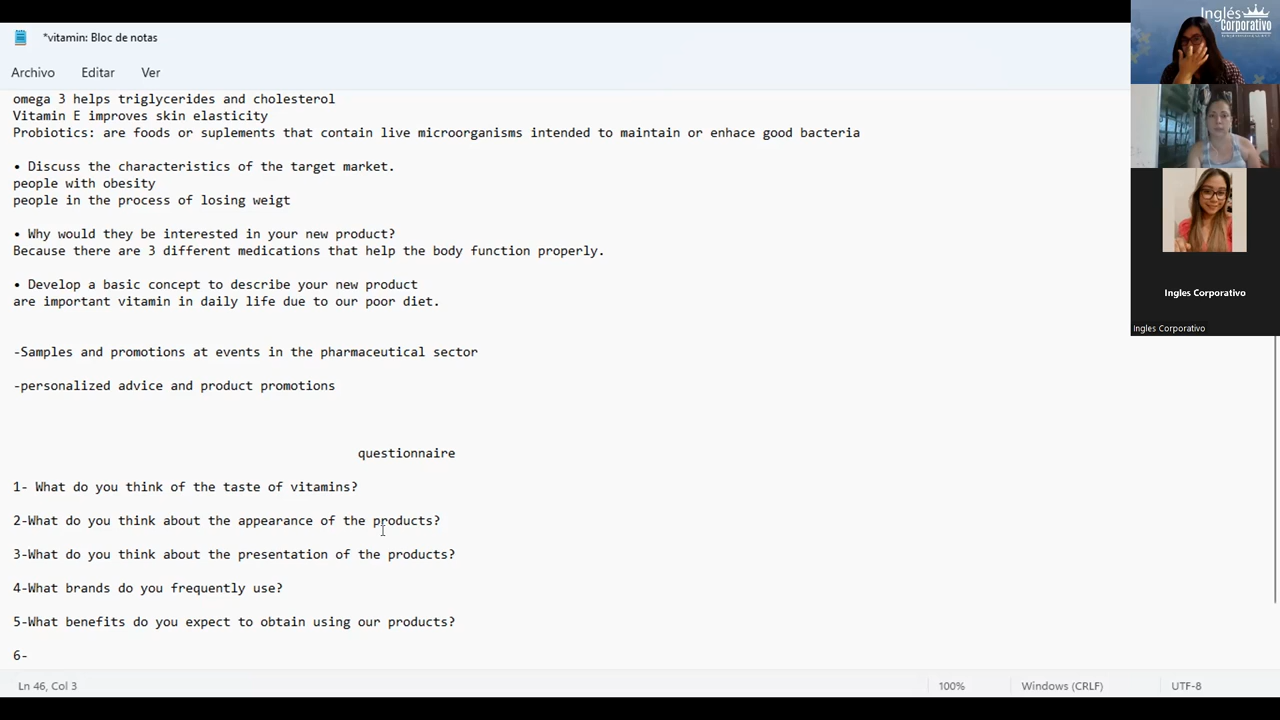 *vitamin: Bloc de notas
Archivo Editar Ver
omega 3 helps triglycerides and cholesterol
Vitamin E improves skin elasticity
Probiotics: are foods or suplements that contain live microorganisms intended to maintain or enhace good bacteria
• Discuss the characteristics of the target market.
people with obesity
people in the process of losing weigt
• Why would they be interested in your new product?
Because there are 3 different medications that help the body function properly.
• Develop a basic concept to describe your new product
are important vitamin in daily life due to our poor diet.
-Samples and promotions at events in the pharmaceutical sector
-personalized advice and product promotions
questionnaire
1- What do you think of the taste of vitamins?
2-What do you think about the appearance of the products?
3-What do you think about the presentation of the products?
4-What brands do you frequently use?
5-What benefits do you expect to obtain using our products?
6-
Ln 46, Col 3
100%
Windows (CRLF)
UTF-8
Inglés
Corporativo
Ingles Corporativo
Ingles Corporativo